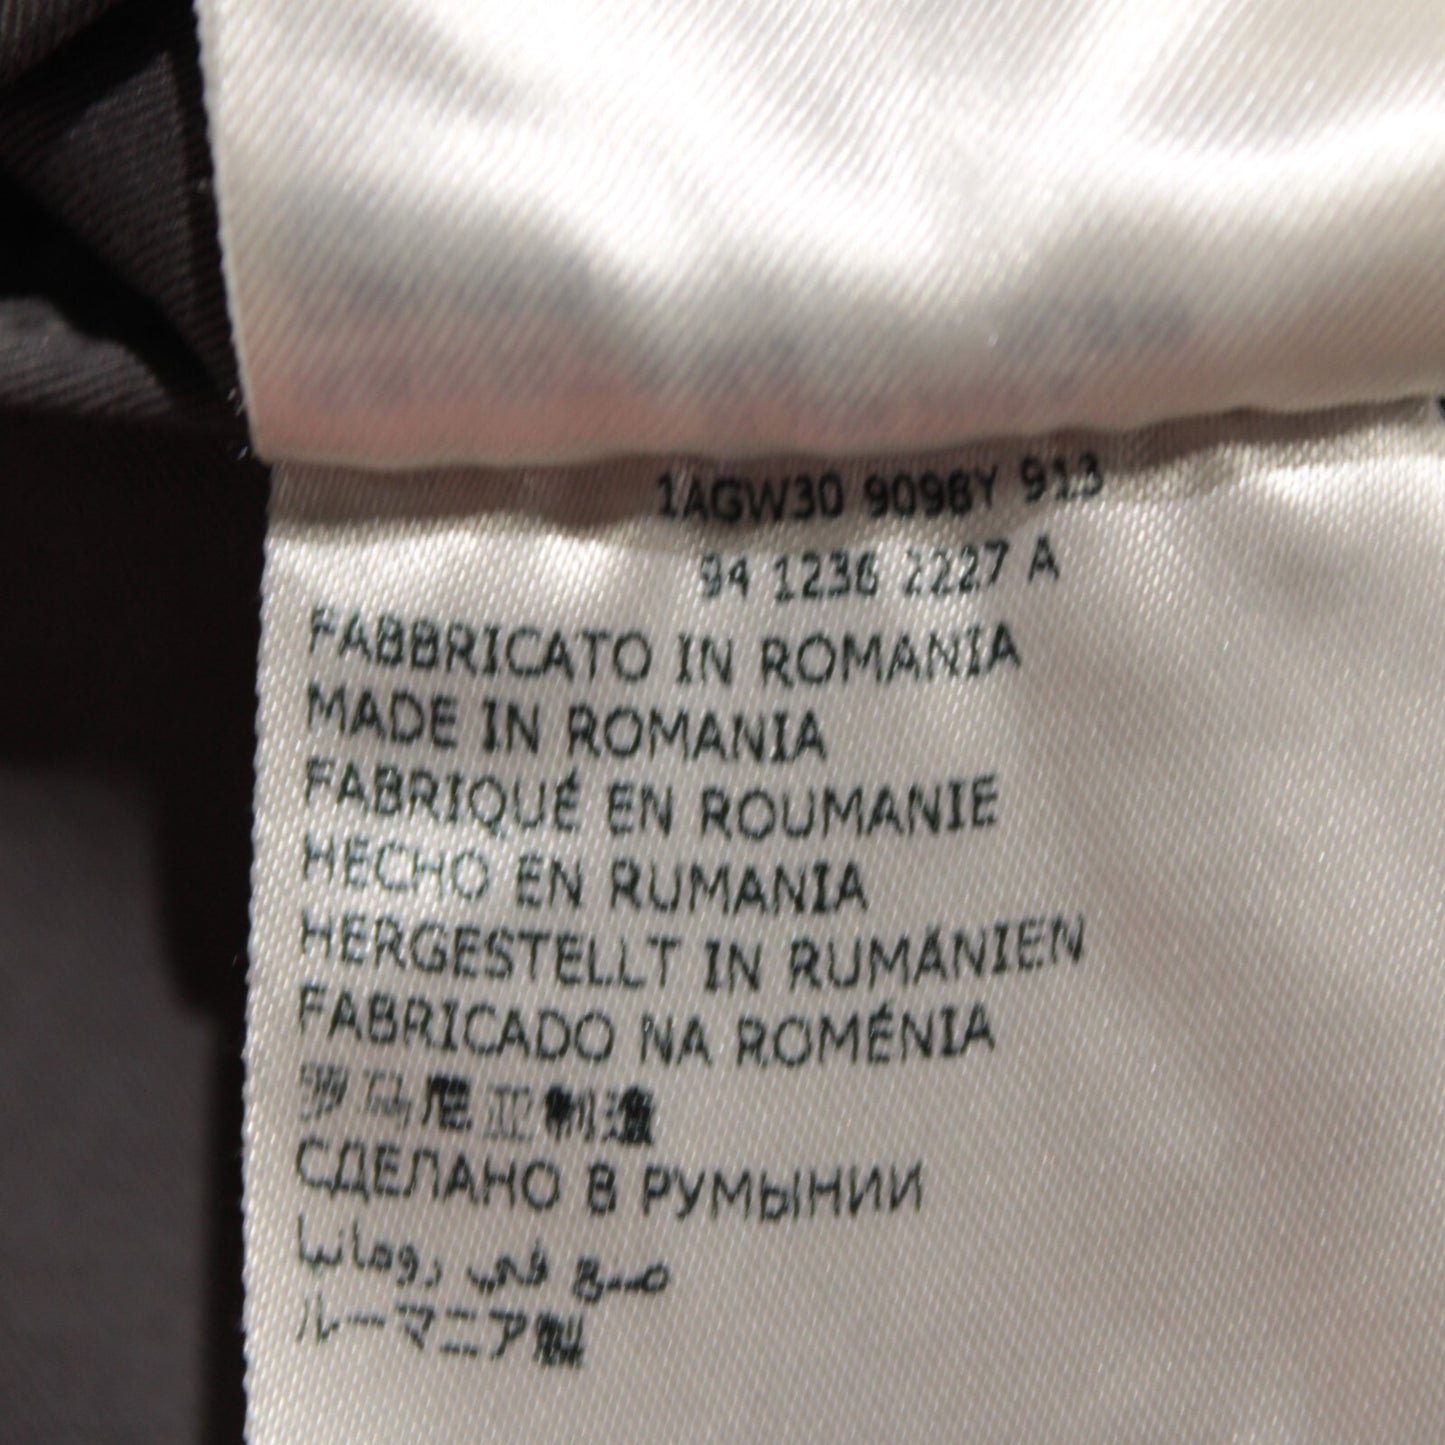 1AGW30 9098Y 913
94 1236 2227 A
FABBRICATO IN ROMANIA
MADE IN ROMANIA
FABRIQUÉ EN ROUMANIE
HECHO EN RUMANIA
HERGESTELLT IN RUMÄNIEN
FABRICADO NA ROMÉNIA
罗马尼亚制造
СДЕЛАНО В РУМЫНИИ
صنع في رومانيا
ルーマニア製